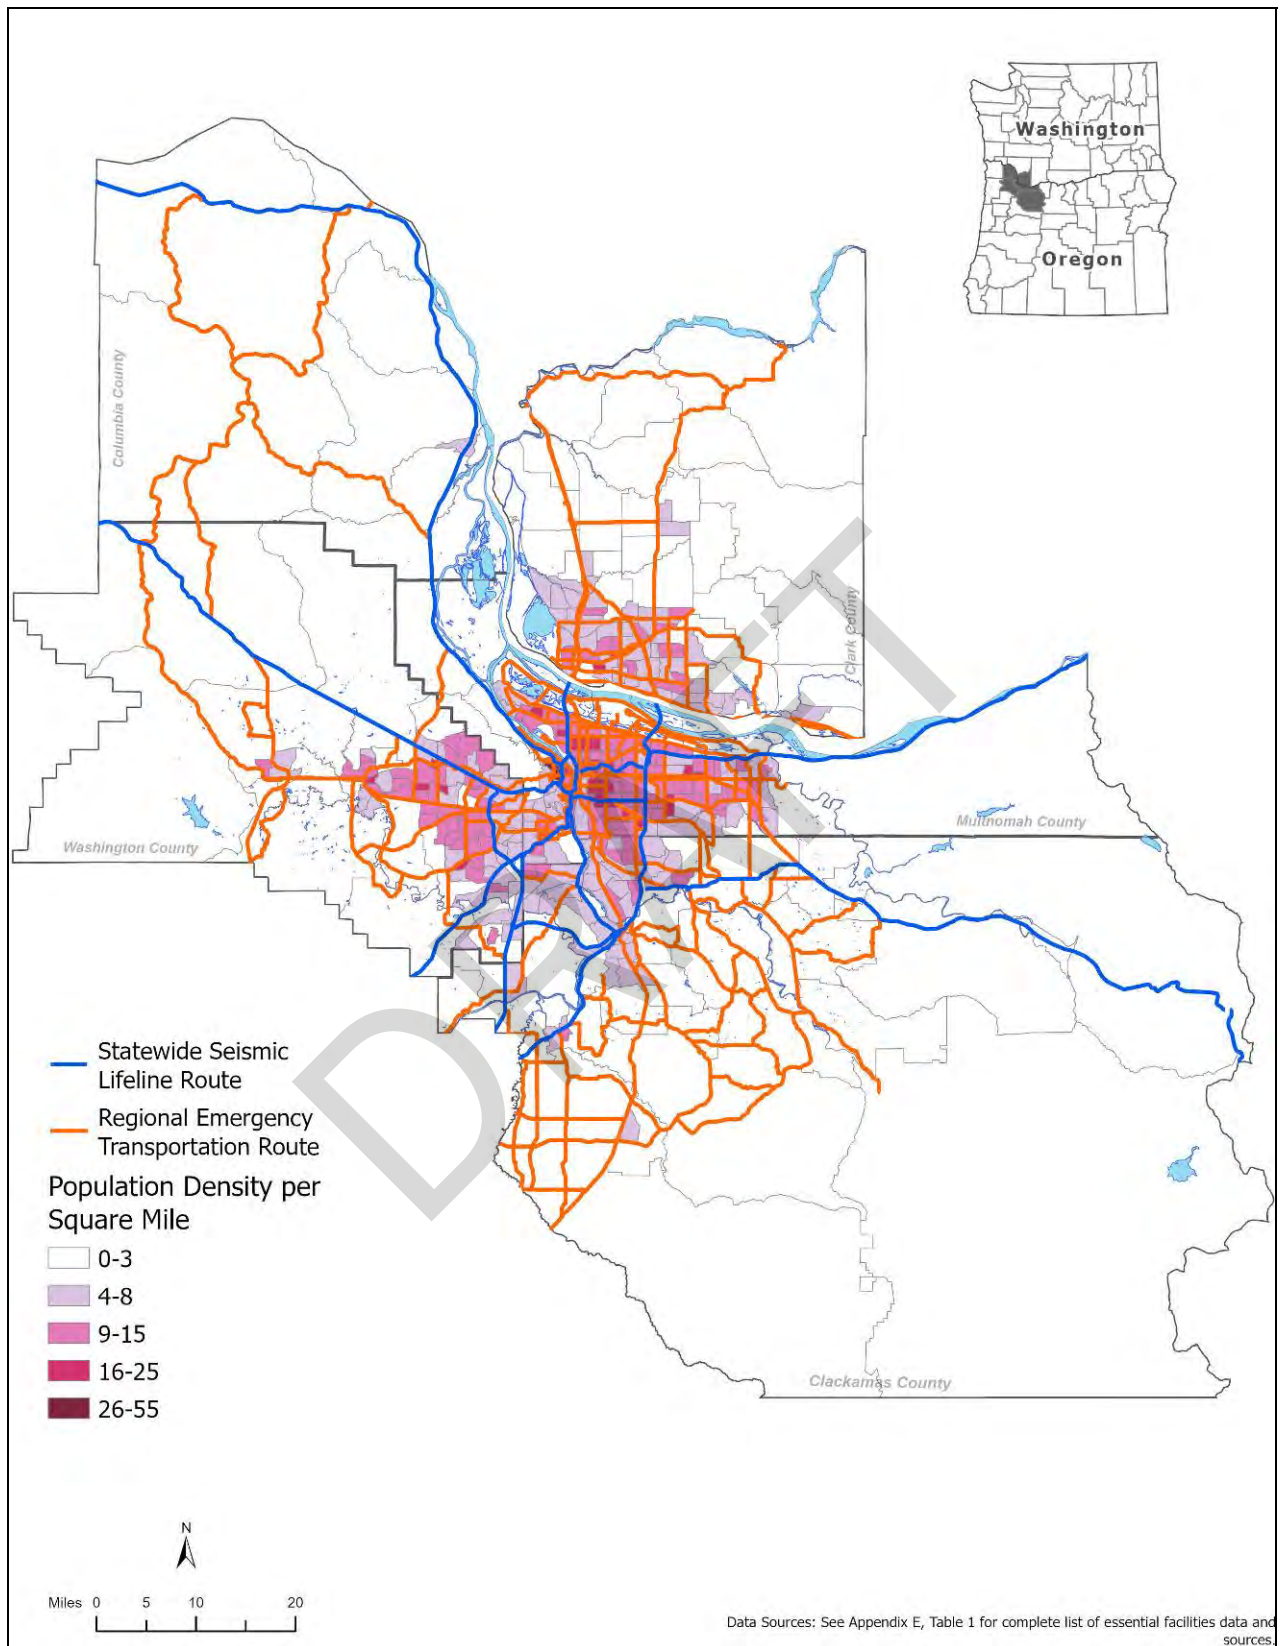 Washington
Oregon
Columbia County
Clark County
Multnomah County
Washington County
DRAFT
Statewide Seismic
Lifeline Route
Regional Emergency
Transportation Route
Population Density per
Square Mile
0-3
4-8
9-15
16-25
26-55
Clackamas County
N
Miles 0 5 10 20
Data Sources: See Appendix E, Table 1 for complete list of essential facilities data and
sources.